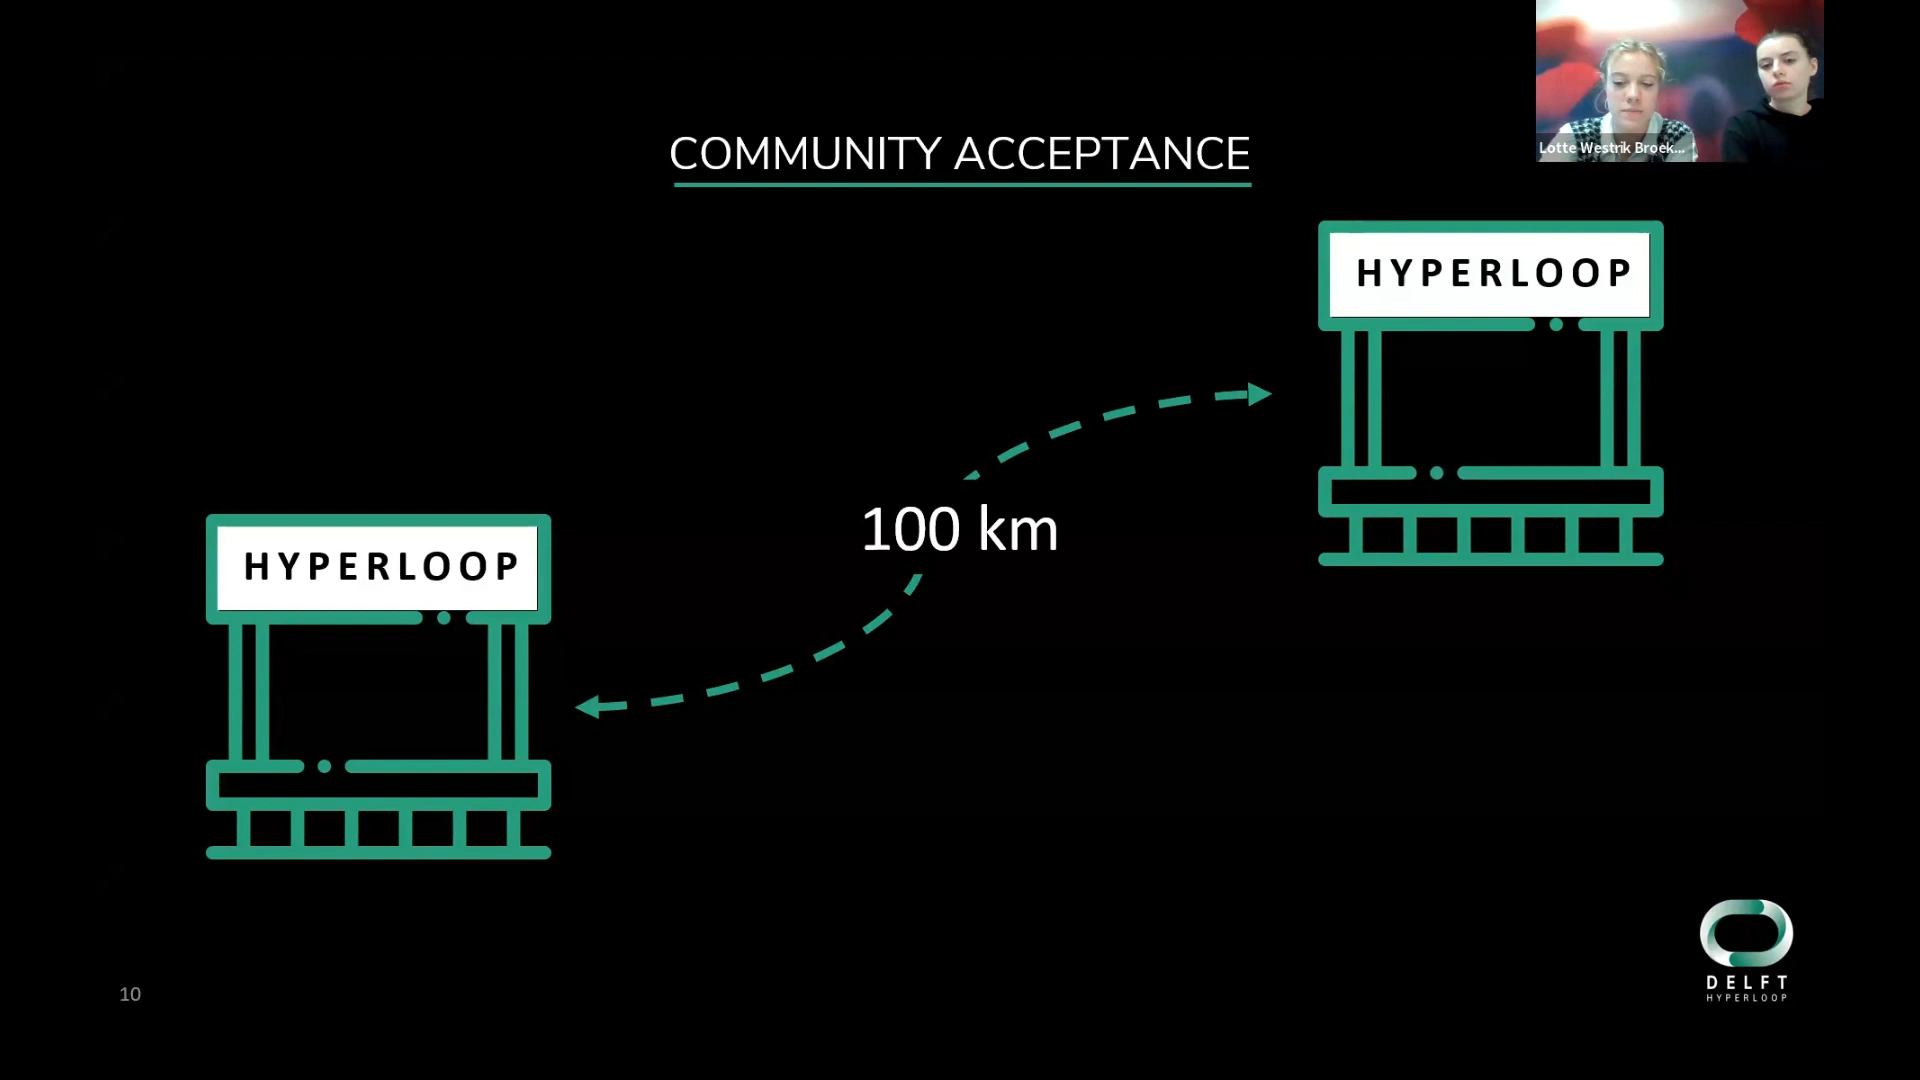 Lotte Westrik Broek...
COMMUNITY ACCEPTANCE
HYPERLOOP
100 km
HYPERLOOP
DELFT
HYPERLOOP
10